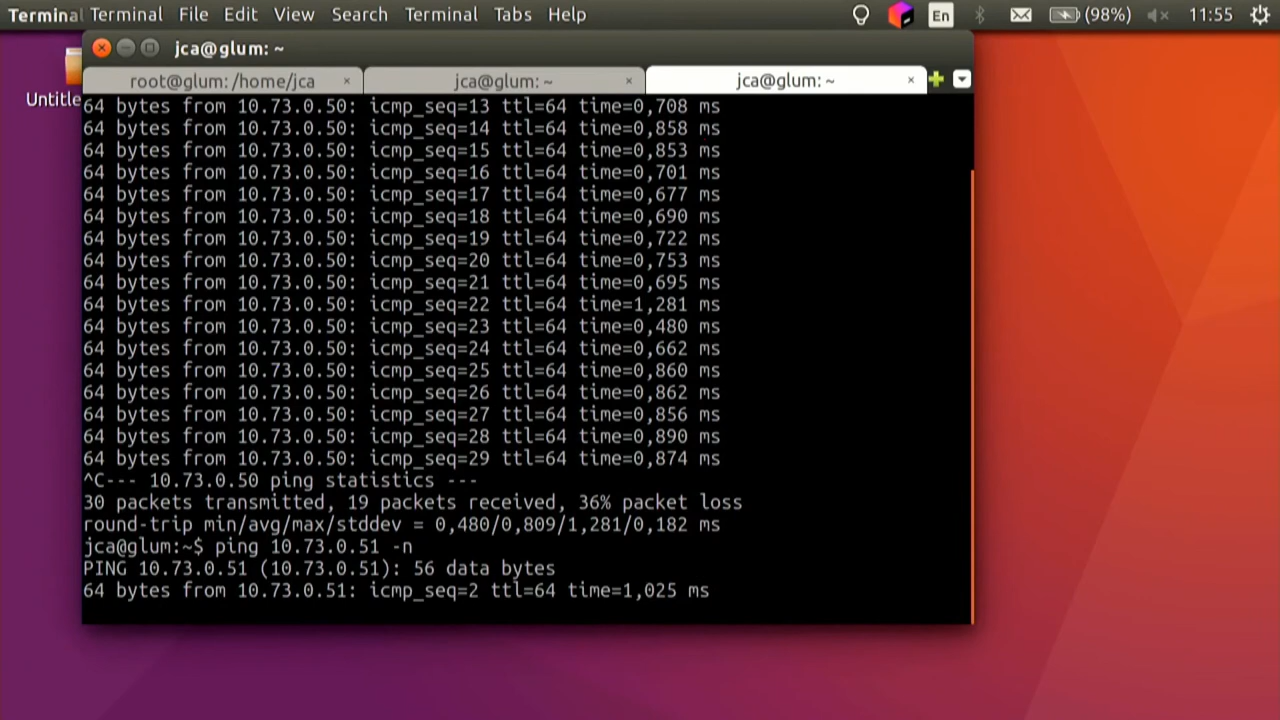 Terminal Terminal File Edit View Search Terminal Tabs Help En (98%) 11:55
jca@glum: ~
root@glum: /home/jca × jca@glum: ~ × jca@glum: ~ ×
Untitle
64 bytes from 10.73.0.50: icmp_seq=13 ttl=64 time=0,708 ms
64 bytes from 10.73.0.50: icmp_seq=14 ttl=64 time=0,858 ms
64 bytes from 10.73.0.50: icmp_seq=15 ttl=64 time=0,853 ms
64 bytes from 10.73.0.50: icmp_seq=16 ttl=64 time=0,701 ms
64 bytes from 10.73.0.50: icmp_seq=17 ttl=64 time=0,677 ms
64 bytes from 10.73.0.50: icmp_seq=18 ttl=64 time=0,690 ms
64 bytes from 10.73.0.50: icmp_seq=19 ttl=64 time=0,722 ms
64 bytes from 10.73.0.50: icmp_seq=20 ttl=64 time=0,753 ms
64 bytes from 10.73.0.50: icmp_seq=21 ttl=64 time=0,695 ms
64 bytes from 10.73.0.50: icmp_seq=22 ttl=64 time=1,281 ms
64 bytes from 10.73.0.50: icmp_seq=23 ttl=64 time=0,480 ms
64 bytes from 10.73.0.50: icmp_seq=24 ttl=64 time=0,662 ms
64 bytes from 10.73.0.50: icmp_seq=25 ttl=64 time=0,860 ms
64 bytes from 10.73.0.50: icmp_seq=26 ttl=64 time=0,862 ms
64 bytes from 10.73.0.50: icmp_seq=27 ttl=64 time=0,856 ms
64 bytes from 10.73.0.50: icmp_seq=28 ttl=64 time=0,890 ms
64 bytes from 10.73.0.50: icmp_seq=29 ttl=64 time=0,874 ms
^C--- 10.73.0.50 ping statistics ---
30 packets transmitted, 19 packets received, 36% packet loss
round-trip min/avg/max/stddev = 0,480/0,809/1,281/0,182 ms
jca@glum:~$ ping 10.73.0.51 -n
PING 10.73.0.51 (10.73.0.51): 56 data bytes
64 bytes from 10.73.0.51: icmp_seq=2 ttl=64 time=1,025 ms